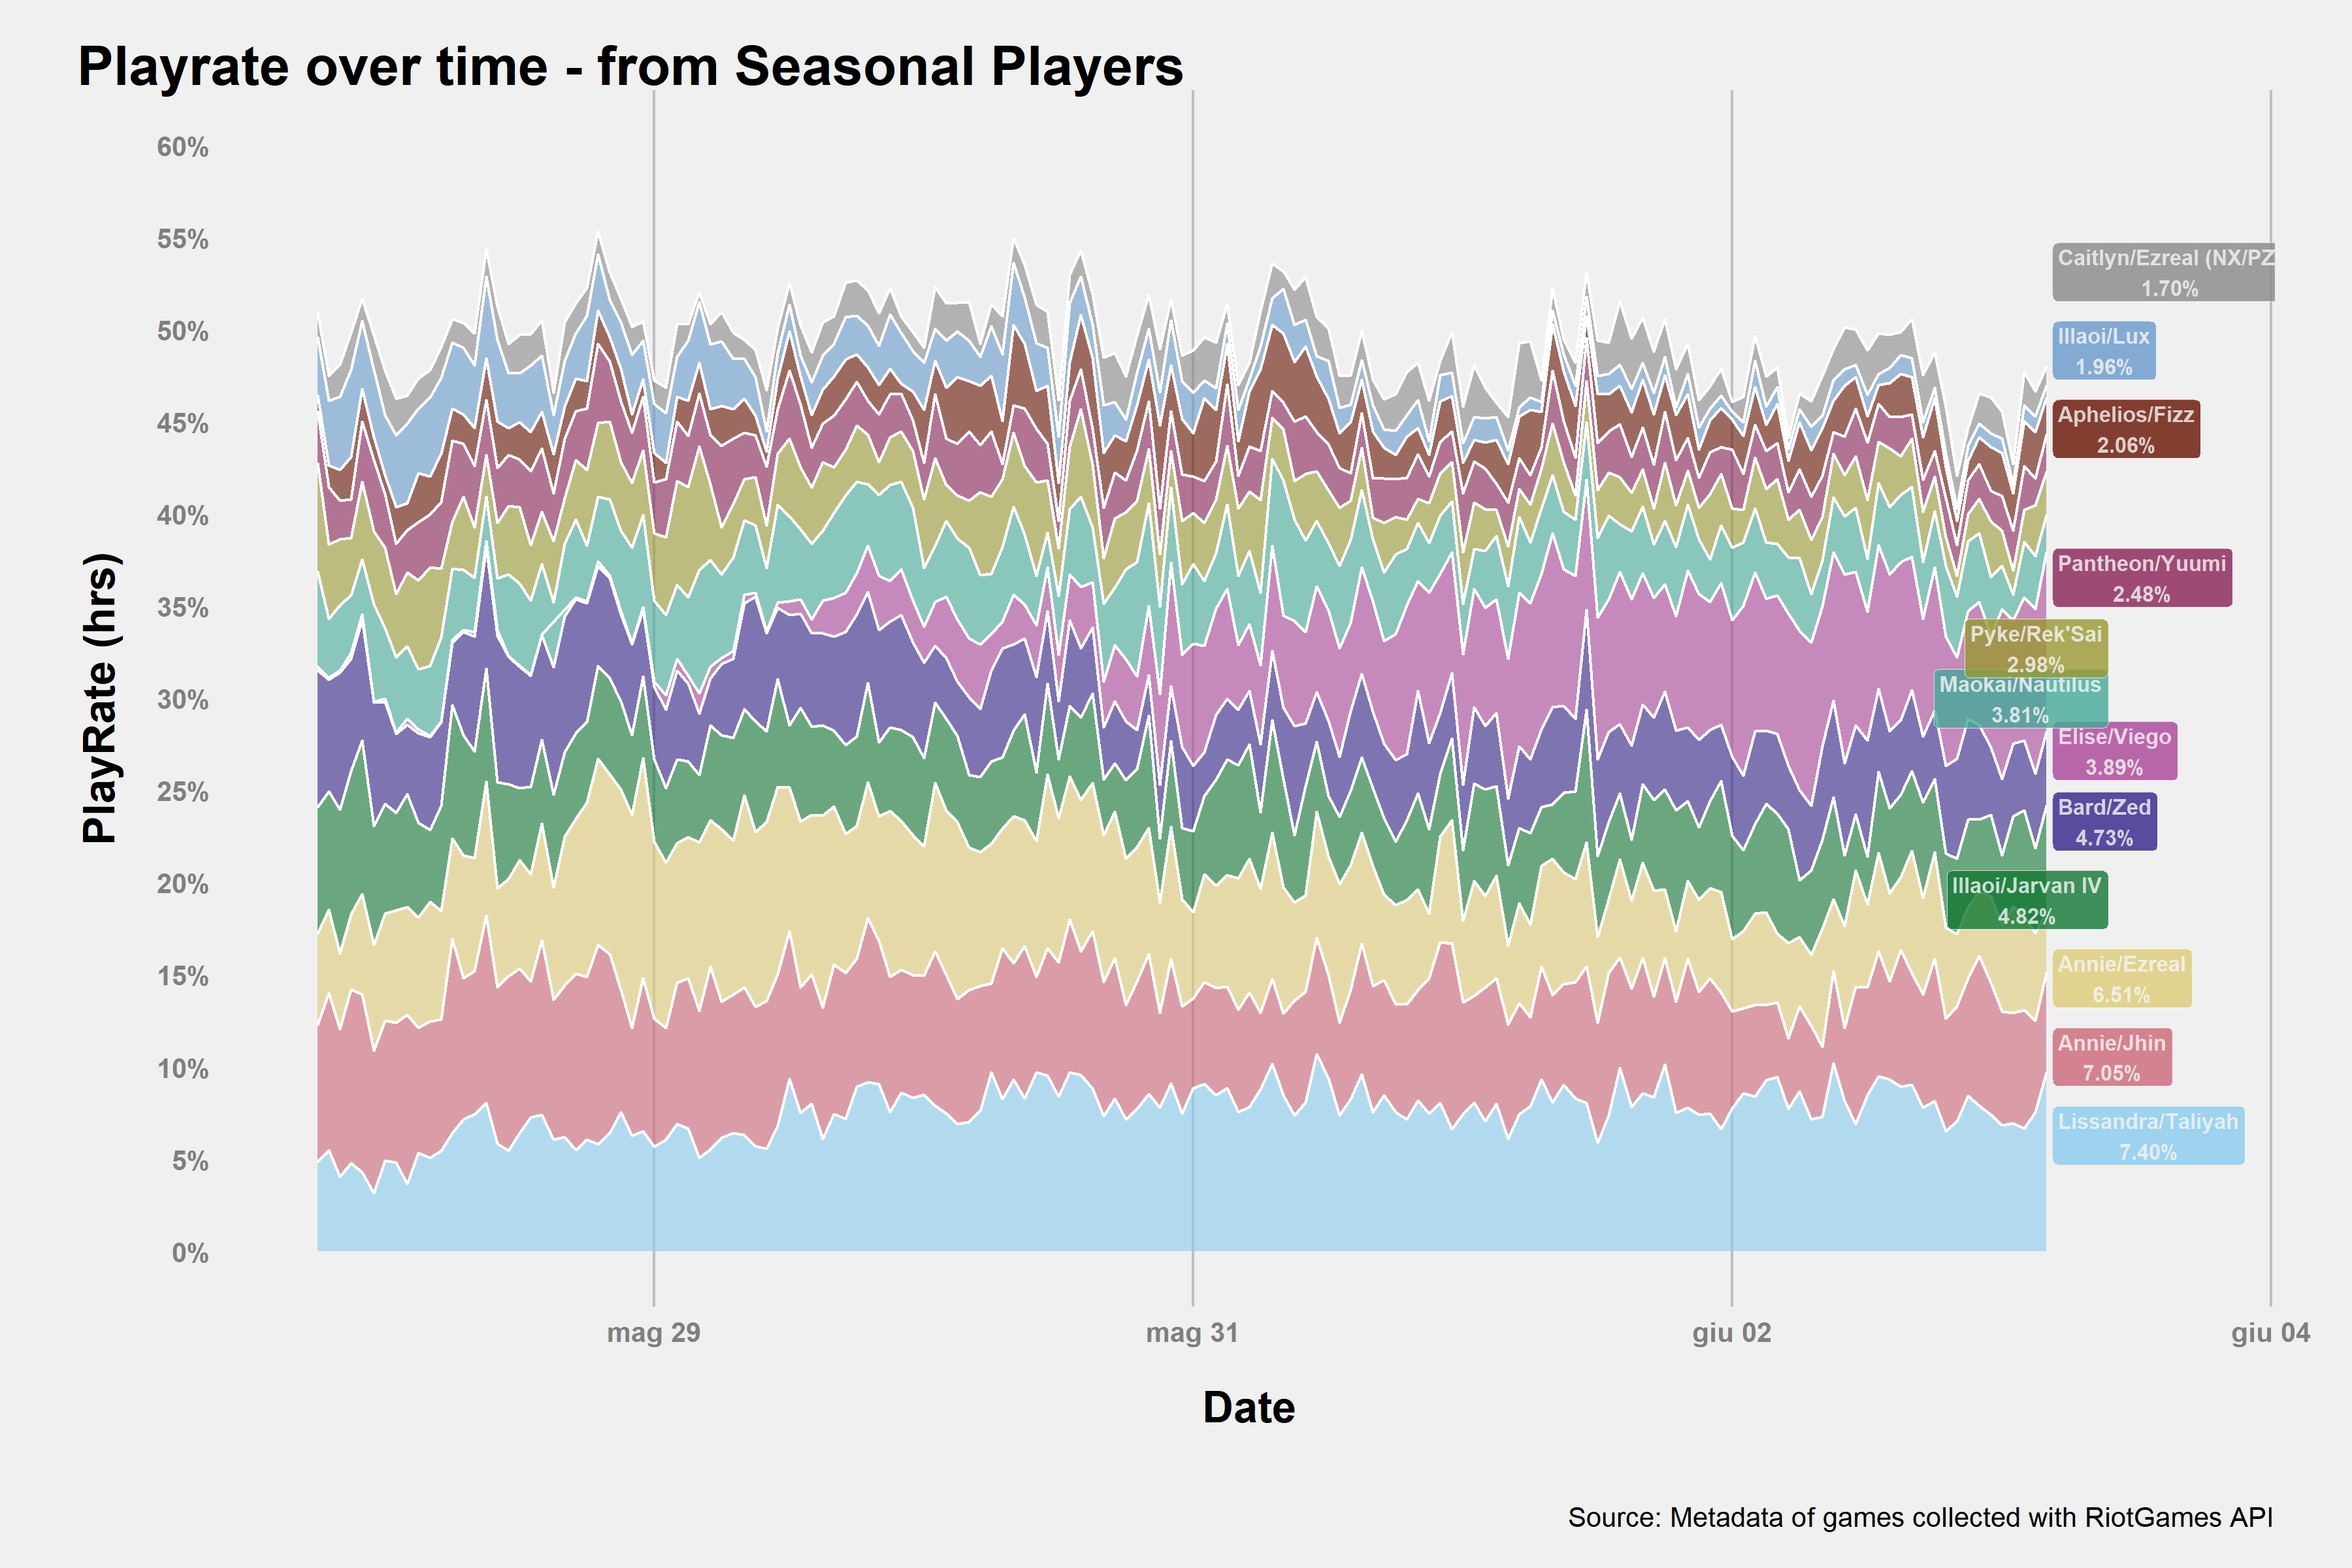 Playrate over time - from Seasonal Players
PlayRate (hrs)
60%
55%
50%
45%
40%
35%
30%
25%
20%
15%
10%
5%
0%
Caitlyn/Ezreal (NX/PZ
1.70%
Illaoi/Lux
1.96%
Aphelios/Fizz
2.06%
Pantheon/Yuumi
2.48%
Pyke/Rek'Sai
2.98%
Maokai/Nautilus
3.81%
Elise/Viego
3.89%
Bard/Zed
4.73%
Illaoi/Jarvan IV
4.82%
Annie/Ezreal
6.51%
Annie/Jhin
7.05%
Lissandra/Taliyah
7.40%
mag 29
mag 31
giu 02
giu 04
Date
Source: Metadata of games collected with RiotGames API